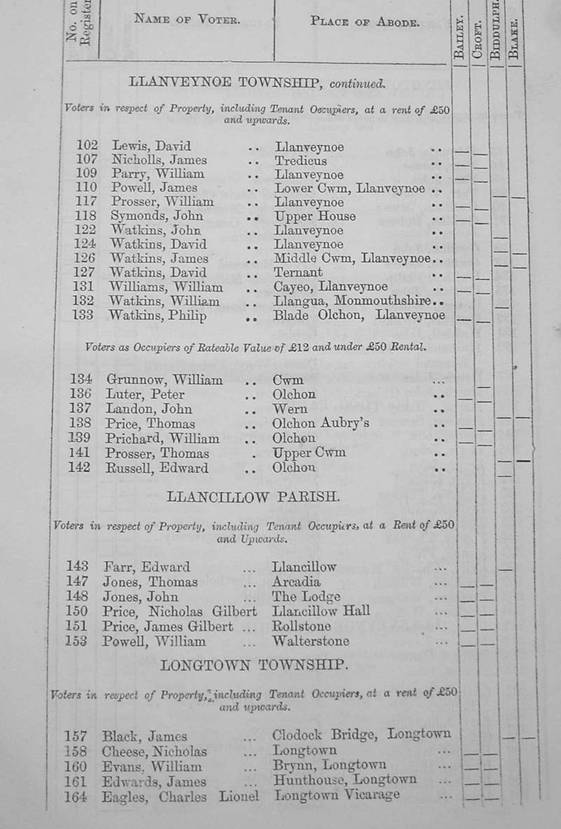 No. on Register. NAME OF VOTER. PLACE OF ABODE. BAILEY. CROFT. BIDDULPH. BLAKE.
LLANVEYNOE TOWNSHIP, continued.
Voters in respect of Property, including Tenant Occupiers, at a rent of £50
and upwards.
102 Lewis, David .. Llanveynoe ..
107 Nicholls, James .. Tredicus ..
109 Parry, William .. Llanveynoe ..
110 Powell, James .. Lower Cwm, Llanveynoe ..
117 Prosser, William .. Llanveynoe ..
118 Symonds, John .. Upper House ..
122 Watkins, John .. Llanveynoe ..
124 Watkins, David .. Llanveynoe ..
126 Watkins, James .. Middle Cwm, Llanveynoe..
127 Watkins, David .. Ternant ..
131 Williams, William .. Cayeo, Llanveynoe ..
132 Watkins, William .. Llangua, Monmouthshire..
133 Watkins, Philip .. Blade Olchon, Llanveynoe
Voters as Occupiers of Rateable Value of £12 and under £50 Rental.
134 Grunnow, William .. Cwm ...
136 Luter, Peter .. Olchon ..
137 Landon, John .. Wern ..
138 Price, Thomas .. Olchon Aubry's ..
139 Prichard, William .. Olchon ..
141 Prosser, Thomas . Upper Cwm ..
142 Russell, Edward .. Olchon ..
LLANCILLOW PARISH.
Voters in respect of Property, including Tenant Occupiers, at a Rent of £50
and Upwards.
143 Farr, Edward ... Llancillow ...
147 Jones, Thomas ... Arcadia ...
148 Jones, John ... The Lodge ...
150 Price, Nicholas Gilbert Llancillow Hall ...
151 Price, James Gilbert ... Rollstone ...
153 Powell, William ... Walterstone ...
LONGTOWN TOWNSHIP.
Voters in respect of Property, including Tenant Occupiers, at a rent of £50
and upwards.
157 Black, James ... Clodock Bridge, Longtown
158 Cheese, Nicholas ... Longtown ...
160 Evans, William ... Brynn, Longtown ...
161 Edwards, James ... Hunthouse, Longtown ...
164 Eagles, Charles Lionel Longtown Vicarage ...